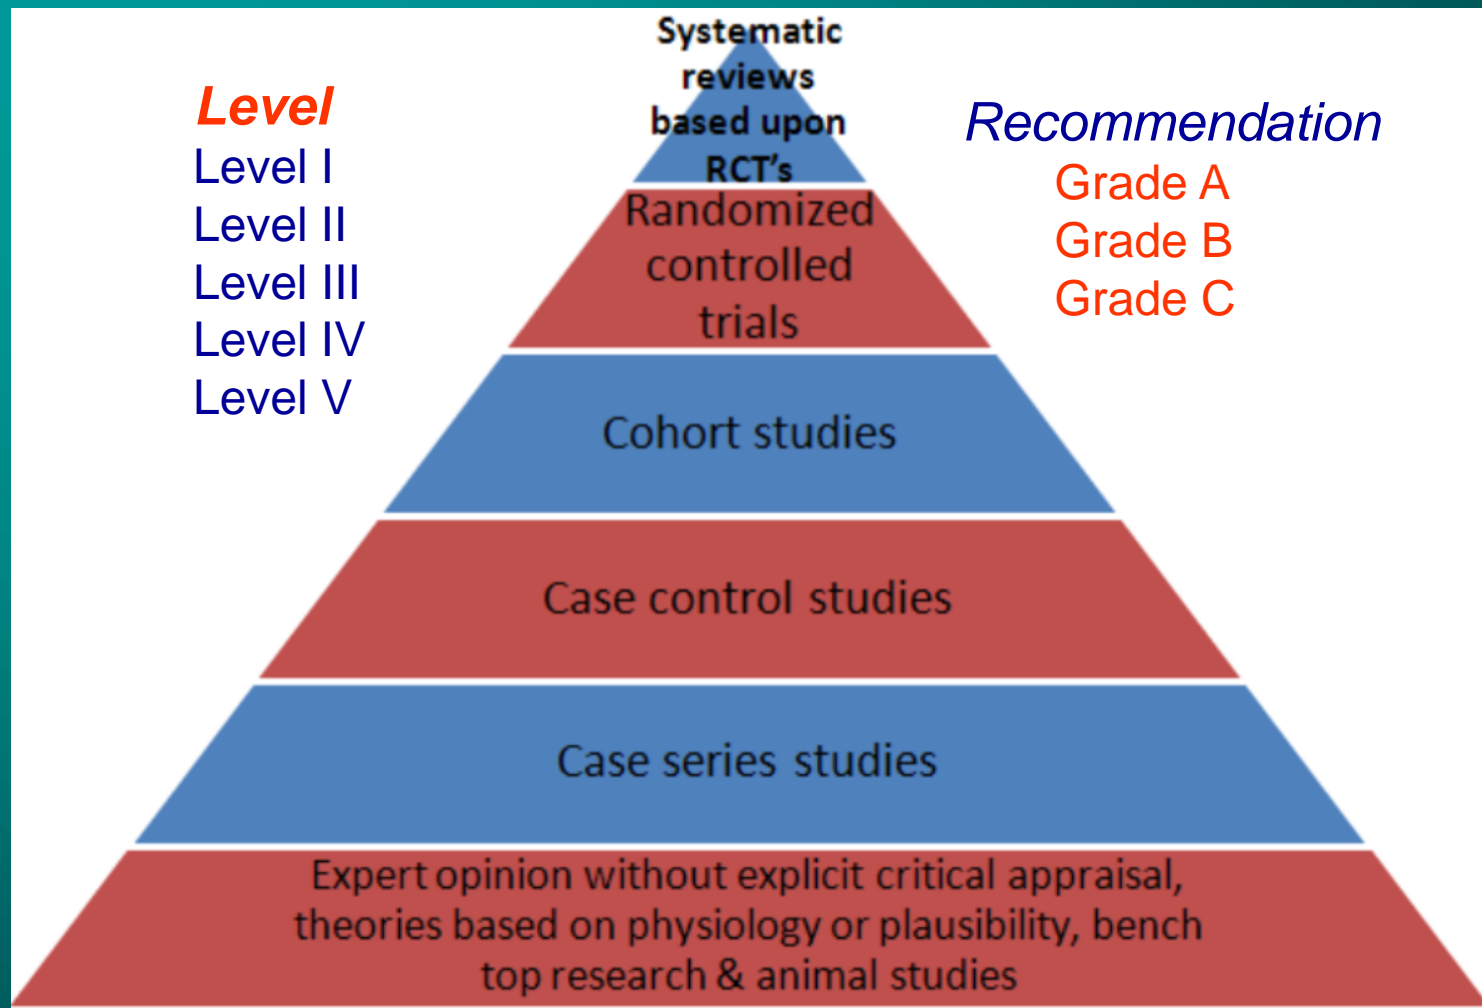 Level
Level I
Level II
Level III
Level IV
Level V
Systematic
reviews
based upon
RCT's
Randomized
controlled
trials
Cohort studies
Case control studies
Case series studies
Expert opinion without explicit critical appraisal,
theories based on physiology or plausibility, bench
top research & animal studies
Recommendation
Grade A
Grade B
Grade C